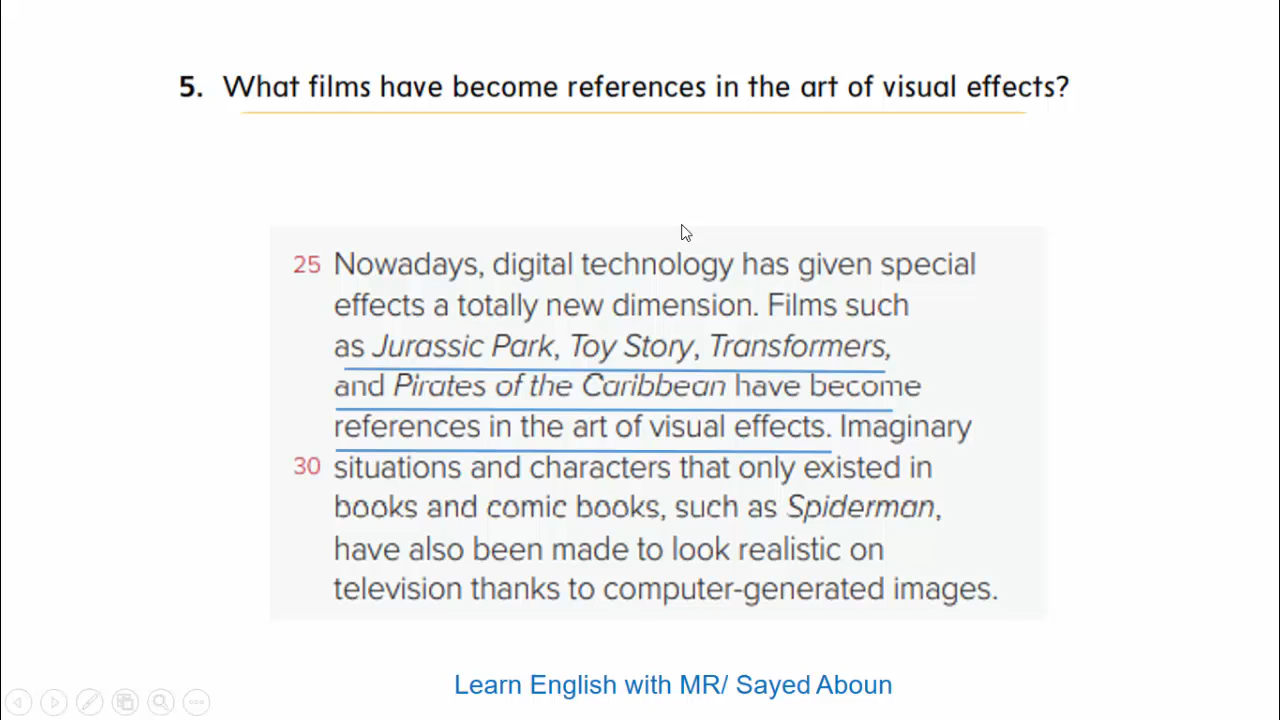 5. What films have become references in the art of visual effects?
25 Nowadays, digital technology has given special
effects a totally new dimension. Films such
as Jurassic Park, Toy Story, Transformers,
and Pirates of the Caribbean have become
references in the art of visual effects. Imaginary
30 situations and characters that only existed in
books and comic books, such as Spiderman,
have also been made to look realistic on
television thanks to computer-generated images.
Learn English with MR/ Sayed Aboun